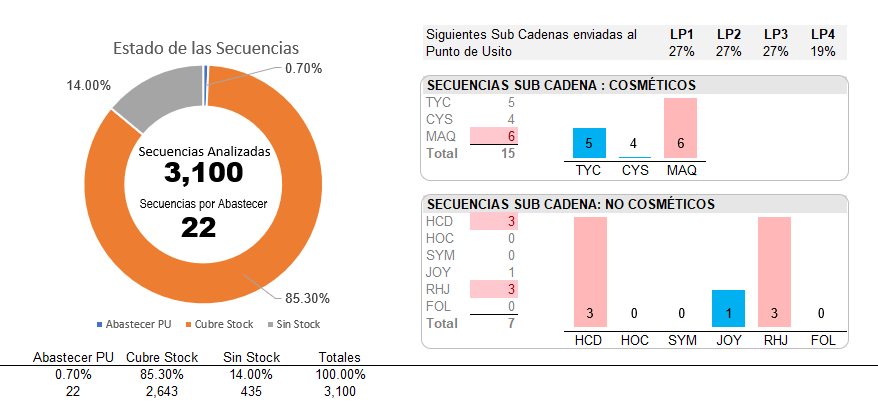 Estado de las Secuencias
0.70%
14.00%
Secuencias Analizadas
3,100
Secuencias por Abastecer
22
85.30%
Abastecer PU Cubre Stock Sin Stock
Abastecer PU Cubre Stock Sin Stock Totales
0.70% 85.30% 14.00% 100.00%
22 2,643 435 3,100
Siguientes Sub Cadenas enviadas al LP1 LP2 LP3 LP4
Punto de Usito 27% 27% 27% 19%
SECUENCIAS SUB CADENA : COSMÉTICOS
TYC 5
CYS 4
MAQ 6
Total 15
5 4 6
TYC CYS MAQ
SECUENCIAS SUB CADENA: NO COSMÉTICOS
HCD 3
HOC 0
SYM 0
JOY 1
RHJ 3
FOL 0
Total 7
3 0 0 1 3 0
HCD HOC SYM JOY RHJ FOL